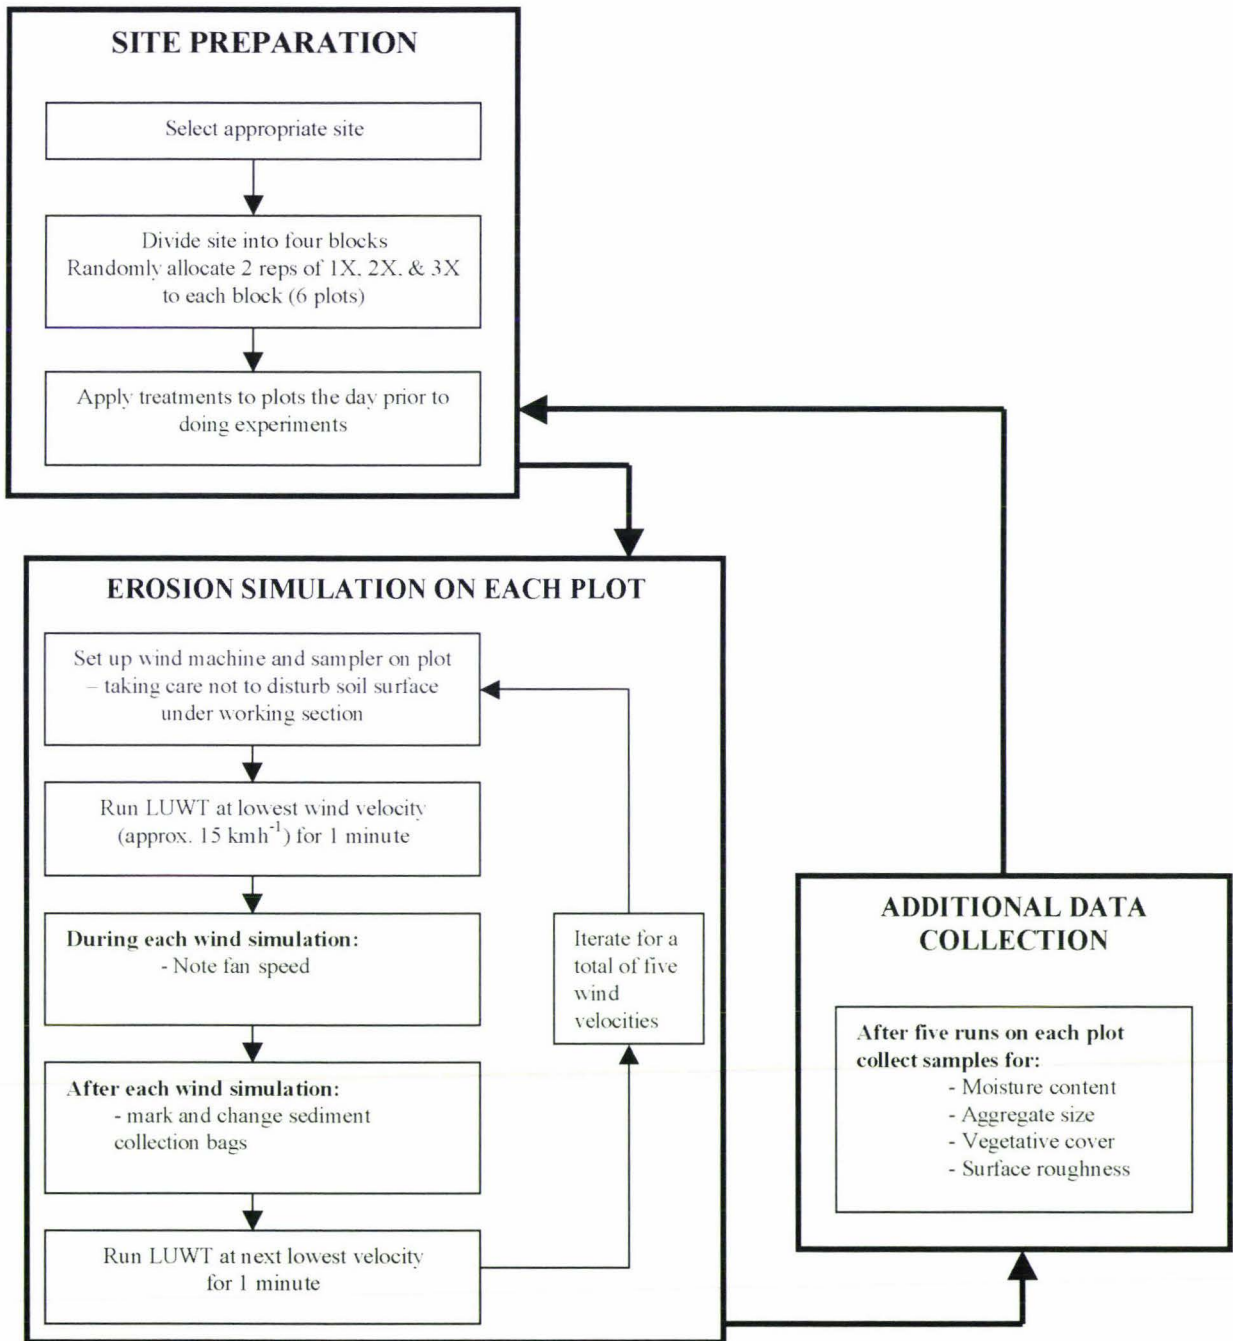 SITE PREPARATION
Select appropriate site
Divide site into four blocks
Randomly allocate 2 reps of 1X, 2X, & 3X
to each block (6 plots)
Apply treatments to plots the day prior to
doing experiments
EROSION SIMULATION ON EACH PLOT
Set up wind machine and sampler on plot
– taking care not to disturb soil surface
under working section
Run LUWT at lowest wind velocity
(approx. 15 kmh⁻¹) for 1 minute
During each wind simulation:
- Note fan speed
After each wind simulation:
- mark and change sediment
collection bags
Run LUWT at next lowest velocity
for 1 minute
Iterate for a
total of five
wind
velocities
ADDITIONAL DATA
COLLECTION
After five runs on each plot
collect samples for:
- Moisture content
- Aggregate size
- Vegetative cover
- Surface roughness